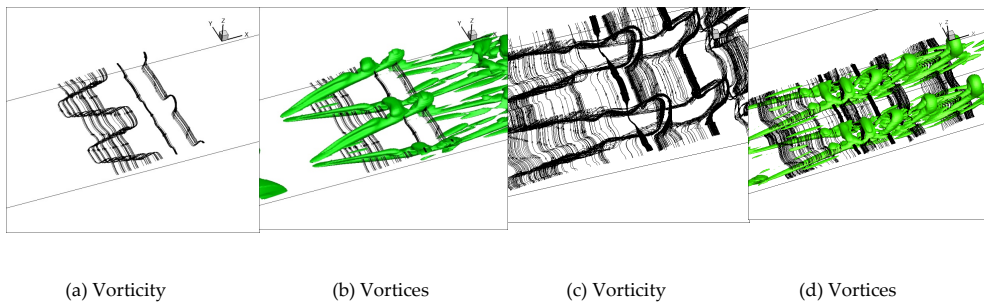 Y Z X
Y Z X
Y Z X
(a) Vorticity (b) Vortices (c) Vorticity (d) Vortices